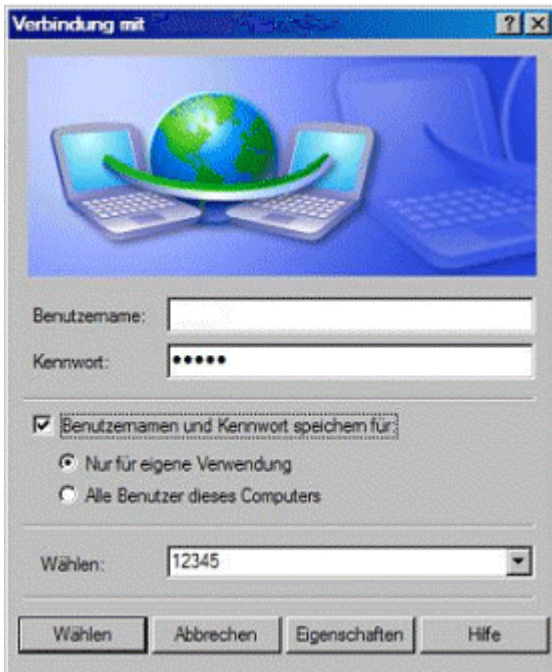 Verbindung mit
Benutzername:
Kennwort: •••••
Benutzernamen und Kennwort speichern für:
Nur für eigene Verwendung
Alle Benutzer dieses Computers
Wählen: 12345
Wählen Abbrechen Eigenschaften Hilfe